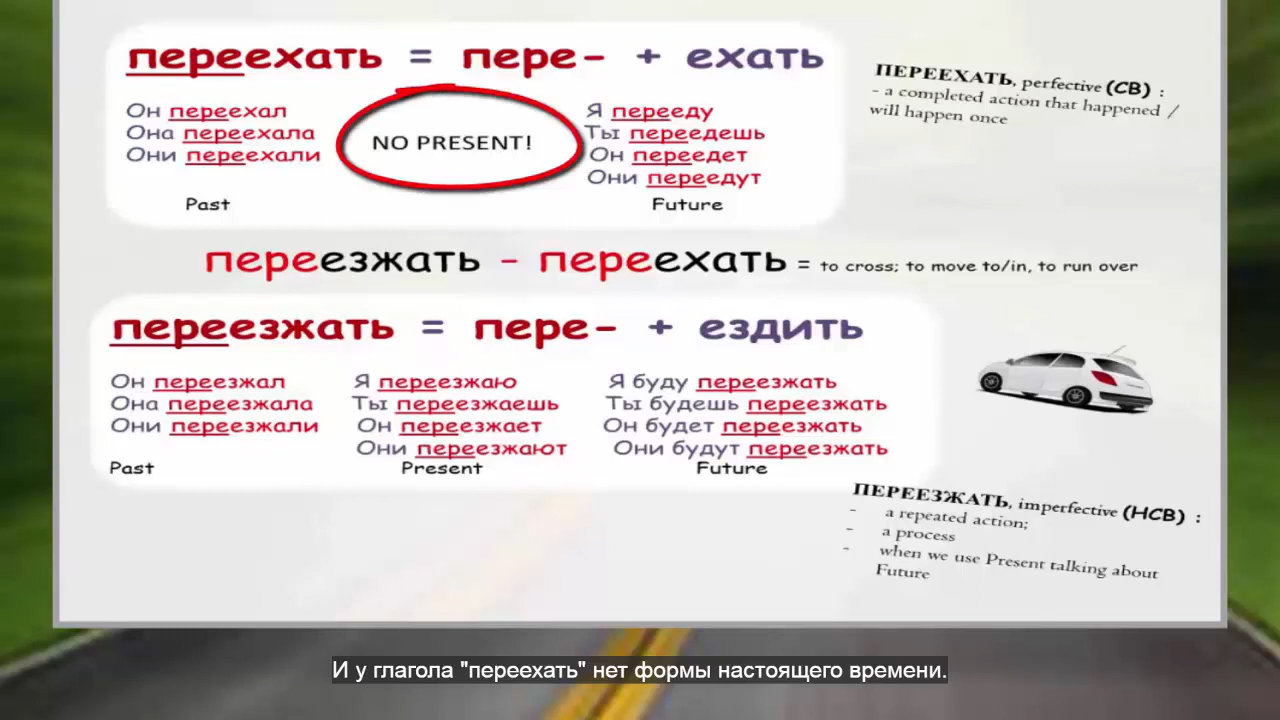 переехать = пере- + ехать
Он переехал
Она переехала
Они переехали
Past
NO PRESENT!
Я перееду
Ты переедешь
Он переедет
Они переедут
Future
ПЕРЕЕХАТЬ, perfective (СВ) :
- a completed action that happened /
will happen once
переезжать - переехать = to cross; to move to/in, to run over
переезжать = пере- + ездить
Он переезжал
Она переезжала
Они переезжали
Past
Я переезжаю
Ты переезжаешь
Он переезжает
Они переезжают
Present
Я буду переезжать
Ты будешь переезжать
Он будет переезжать
Они будут переезжать
Future
ПЕРЕЕЗЖАТЬ, imperfective (НСВ) :
- a repeated action;
- a process
- when we use Present talking about
Future
И у глагола "переехать" нет формы настоящего времени.